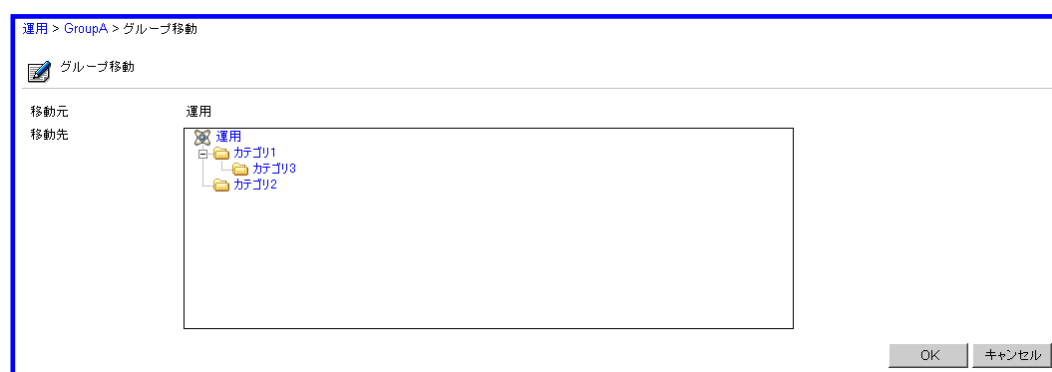 運用 > GroupA > グループ移動
グループ移動
移動元 運用
移動先
運用
カテゴリ1
カテゴリ3
カテゴリ2
OK キャンセル